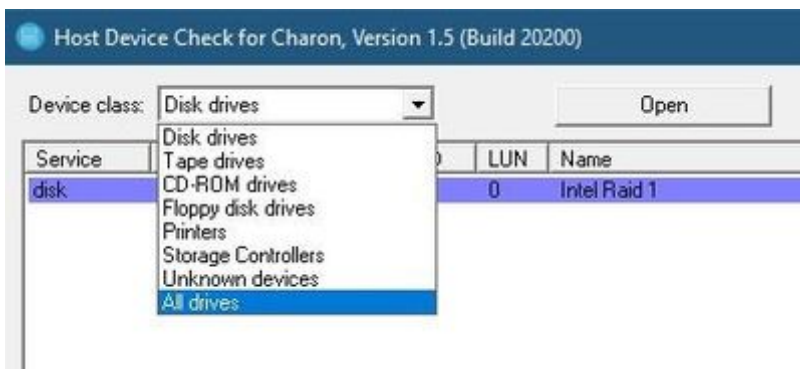 Host Device Check for Charon, Version 1.5 (Build 20200)
Device class: Disk drives Open
Disk drives
Service Tape drives LUN Name
CD-ROM drives
disk 0 Intel Raid 1
Floppy disk drives
Printers
Storage Controllers
Unknown devices
All drives